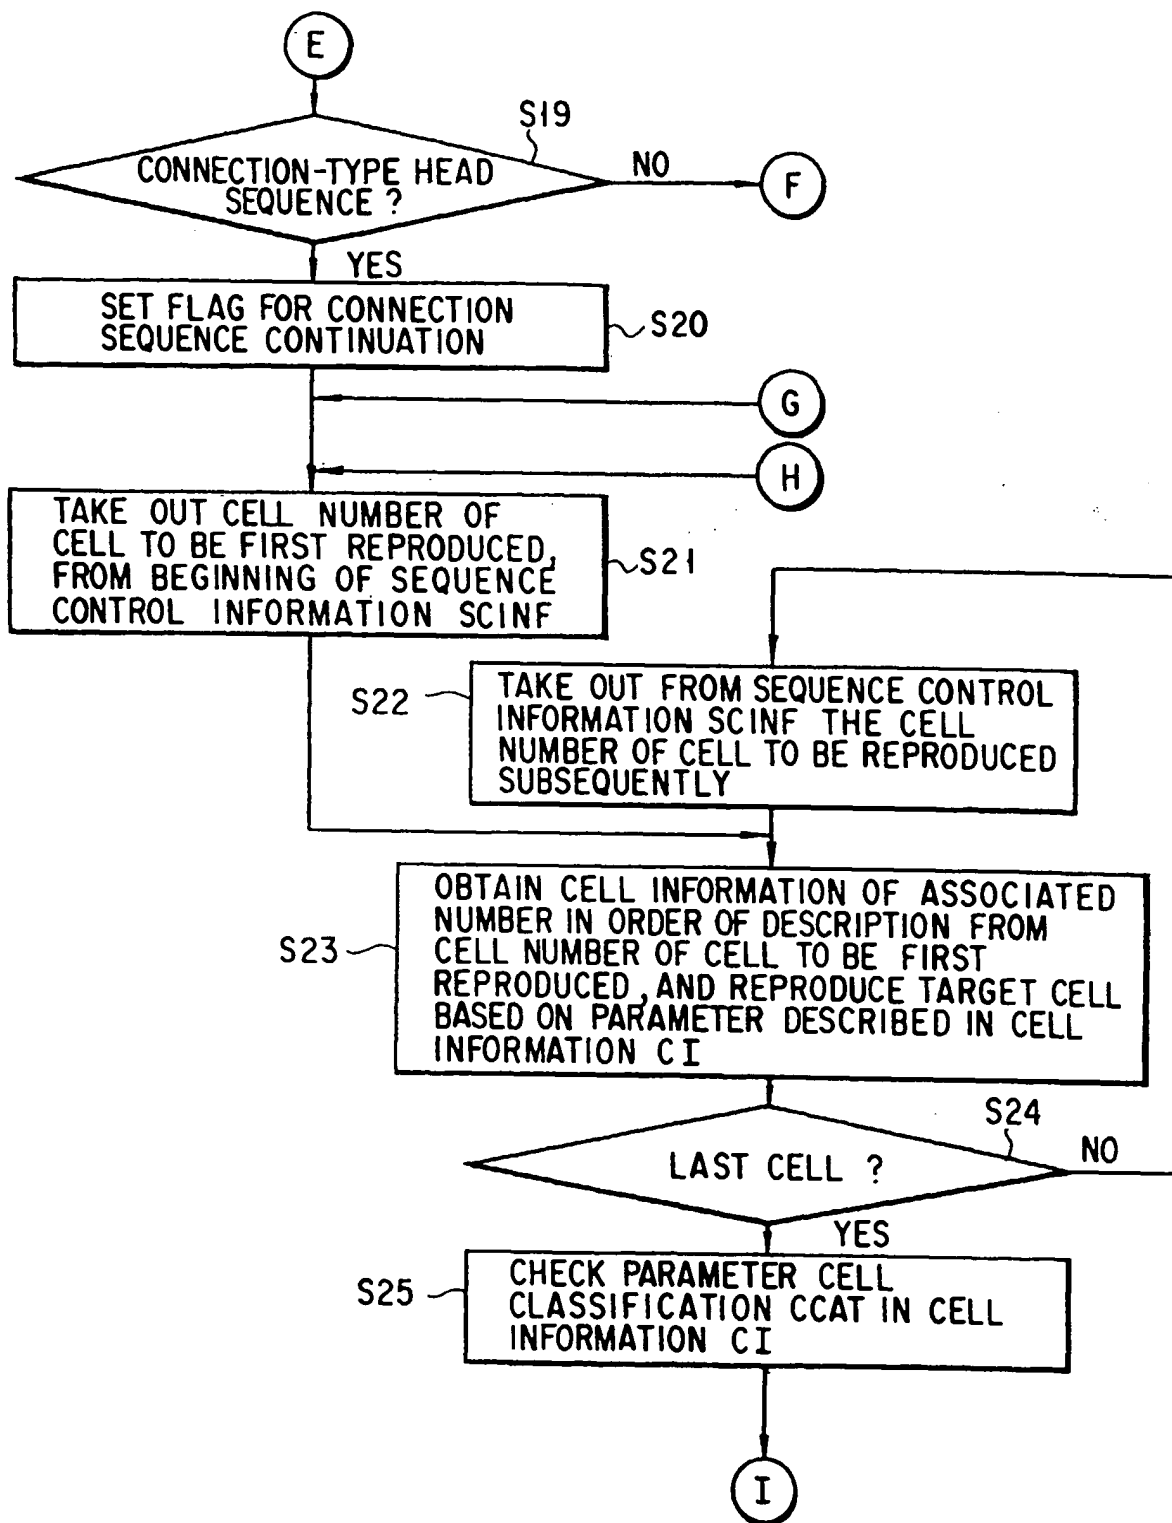 E
S19
CONNECTION-TYPE HEAD
SEQUENCE ?
NO
F
YES
SET FLAG FOR CONNECTION
SEQUENCE CONTINUATION
S20
G
H
TAKE OUT CELL NUMBER OF
CELL TO BE FIRST REPRODUCED,
FROM BEGINNING OF SEQUENCE
CONTROL INFORMATION SCINF
S21
S22
TAKE OUT FROM SEQUENCE CONTROL
INFORMATION SCINF THE CELL
NUMBER OF CELL TO BE REPRODUCED
SUBSEQUENTLY
S23
OBTAIN CELL INFORMATION OF ASSOCIATED
NUMBER IN ORDER OF DESCRIPTION FROM
CELL NUMBER OF CELL TO BE FIRST
REPRODUCED, AND REPRODUCE TARGET CELL
BASED ON PARAMETER DESCRIBED IN CELL
INFORMATION CI
S24
LAST CELL ?
NO
YES
S25
CHECK PARAMETER CELL
CLASSIFICATION CCAT IN CELL
INFORMATION CI
I